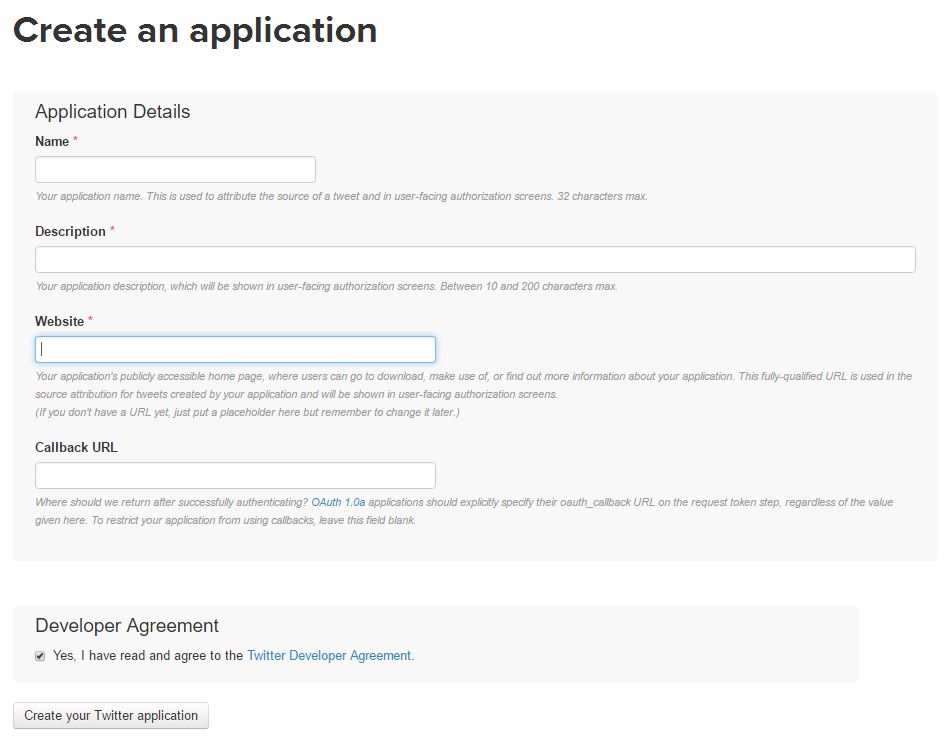 Create an application
Application Details
Name *
Your application name. This is used to attribute the source of a tweet and in user-facing authorization screens. 32 characters max.
Description *
Your application description, which will be shown in user-facing authorization screens. Between 10 and 200 characters max.
Website *
Your application's publicly accessible home page, where users can go to download, make use of, or find out more information about your application. This fully-qualified URL is used in the
source attribution for tweets created by your application and will be shown in user-facing authorization screens.
(If you don't have a URL yet, just put a placeholder here but remember to change it later.)
Callback URL
Where should we return after successfully authenticating? OAuth 1.0a applications should explicitly specify their oauth_callback URL on the request token step, regardless of the value
given here. To restrict your application from using callbacks, leave this field blank.
Developer Agreement
Yes, I have read and agree to the Twitter Developer Agreement.
Create your Twitter application